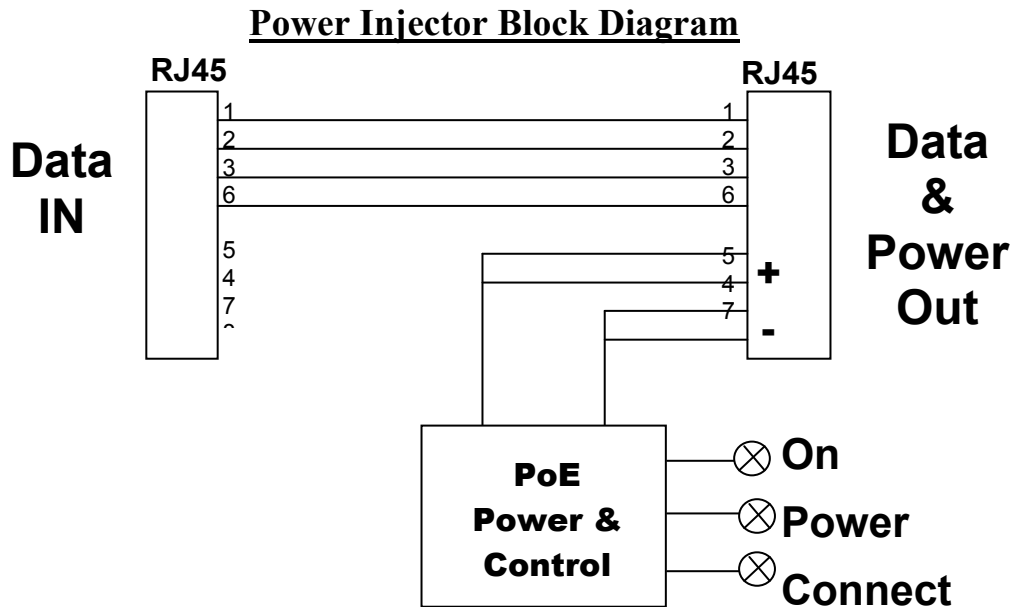 Power Injector Block Diagram
RJ45
RJ45
Data
IN
1
2
3
6
5
4
7
1
2
3
6
5
4
7
+
-
Data
&
Power
Out
PoE
Power &
Control
On
Power
Connect